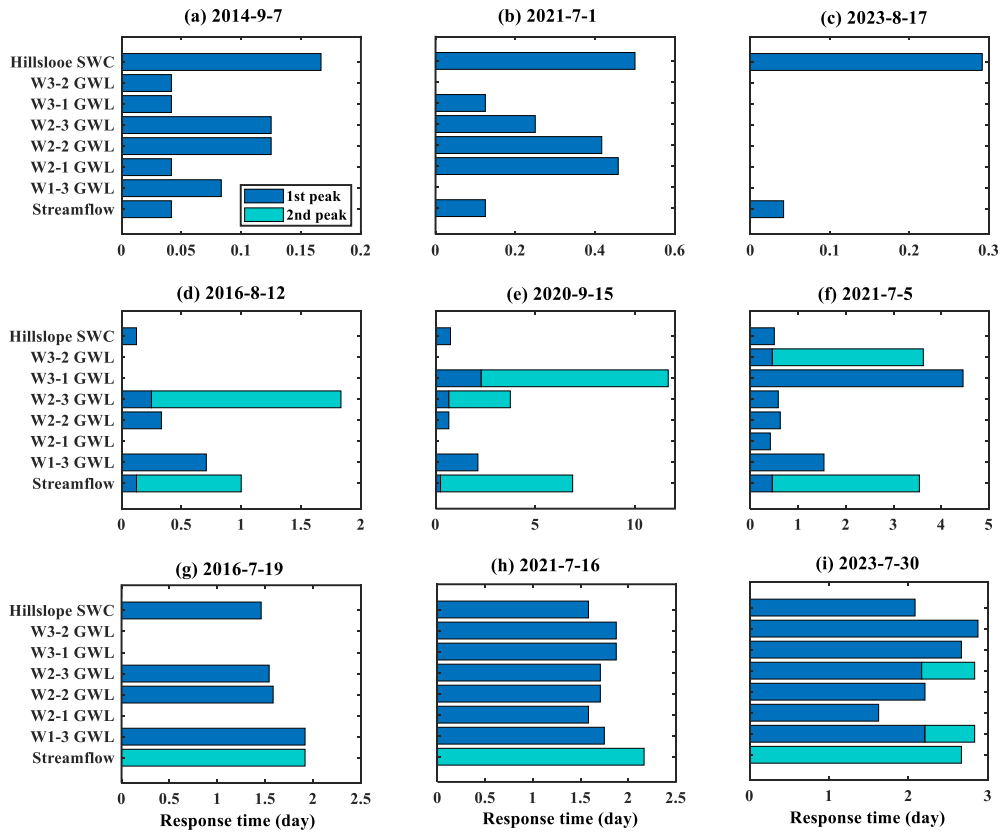 (a) 2014-9-7
(b) 2021-7-1
(c) 2023-8-17
Hillslooe SWC
W3-2 GWL
W3-1 GWL
W2-3 GWL
W2-2 GWL
W2-1 GWL
W1-3 GWL
Streamflow
1st peak
2nd peak
0 0.05 0.1 0.15 0.2
0 0.2 0.4 0.6
0 0.1 0.2 0.3
(d) 2016-8-12
(e) 2020-9-15
(f) 2021-7-5
Hillslope SWC
W3-2 GWL
W3-1 GWL
W2-3 GWL
W2-2 GWL
W2-1 GWL
W1-3 GWL
Streamflow
0 0.5 1 1.5 2
0 5 10
0 1 2 3 4 5
(g) 2016-7-19
(h) 2021-7-16
(i) 2023-7-30
Hillslope SWC
W3-2 GWL
W3-1 GWL
W2-3 GWL
W2-2 GWL
W2-1 GWL
W1-3 GWL
Streamflow
0 0.5 1 1.5 2 2.5
0 0.5 1 1.5 2 2.5
0 1 2 3
Response time (day)
Response time (day)
Response time (day)